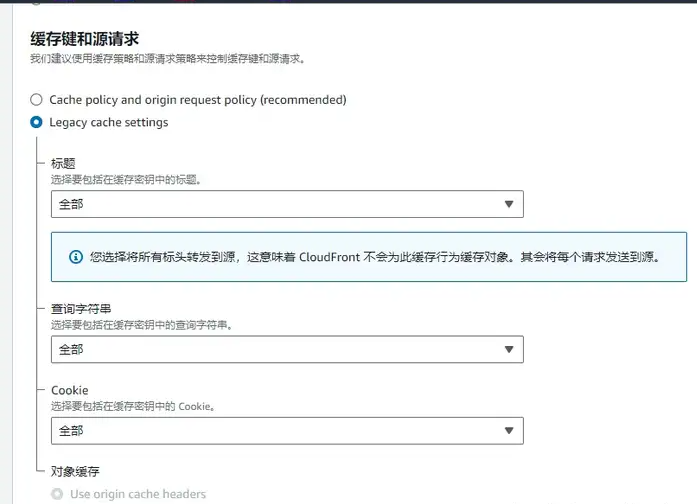 缓存键和源请求
我们建议使用缓存策略和源请求策略来控制缓存键和源请求。
Cache policy and origin request policy (recommended)
Legacy cache settings
标题
选择要包括在缓存密钥中的标题。
全部
您选择将所有标头转发到源，这意味着 CloudFront 不会为此缓存行为缓存对象。其会将每个请求发送到源。
查询字符串
选择要包括在缓存密钥中的查询字符串。
全部
Cookie
选择要包括在缓存密钥中的 Cookie。
全部
对象缓存
Use origin cache headers